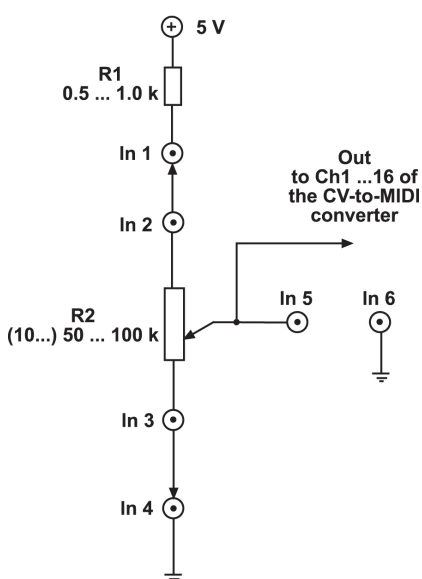 + 5 V
R1
0.5 ... 1.0 k
In 1
Out
to Ch1 ...16 of
the CV-to-MIDI
converter
In 2
In 5
In 6
R2
(10...) 50 ... 100 k
In 3
In 4